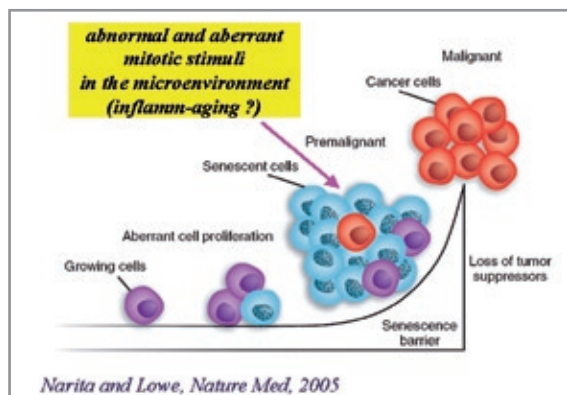 abnormal and aberrant
mitotic stimuli
in the microenvironment
(inflamm-aging ?)
Malignant
Cancer cells
Premalignant
Senescent cells
Aberrant cell proliferation
Growing cells
Loss of tumor
suppressors
Senescence
barrier
Narita and Lowe, Nature Med, 2005